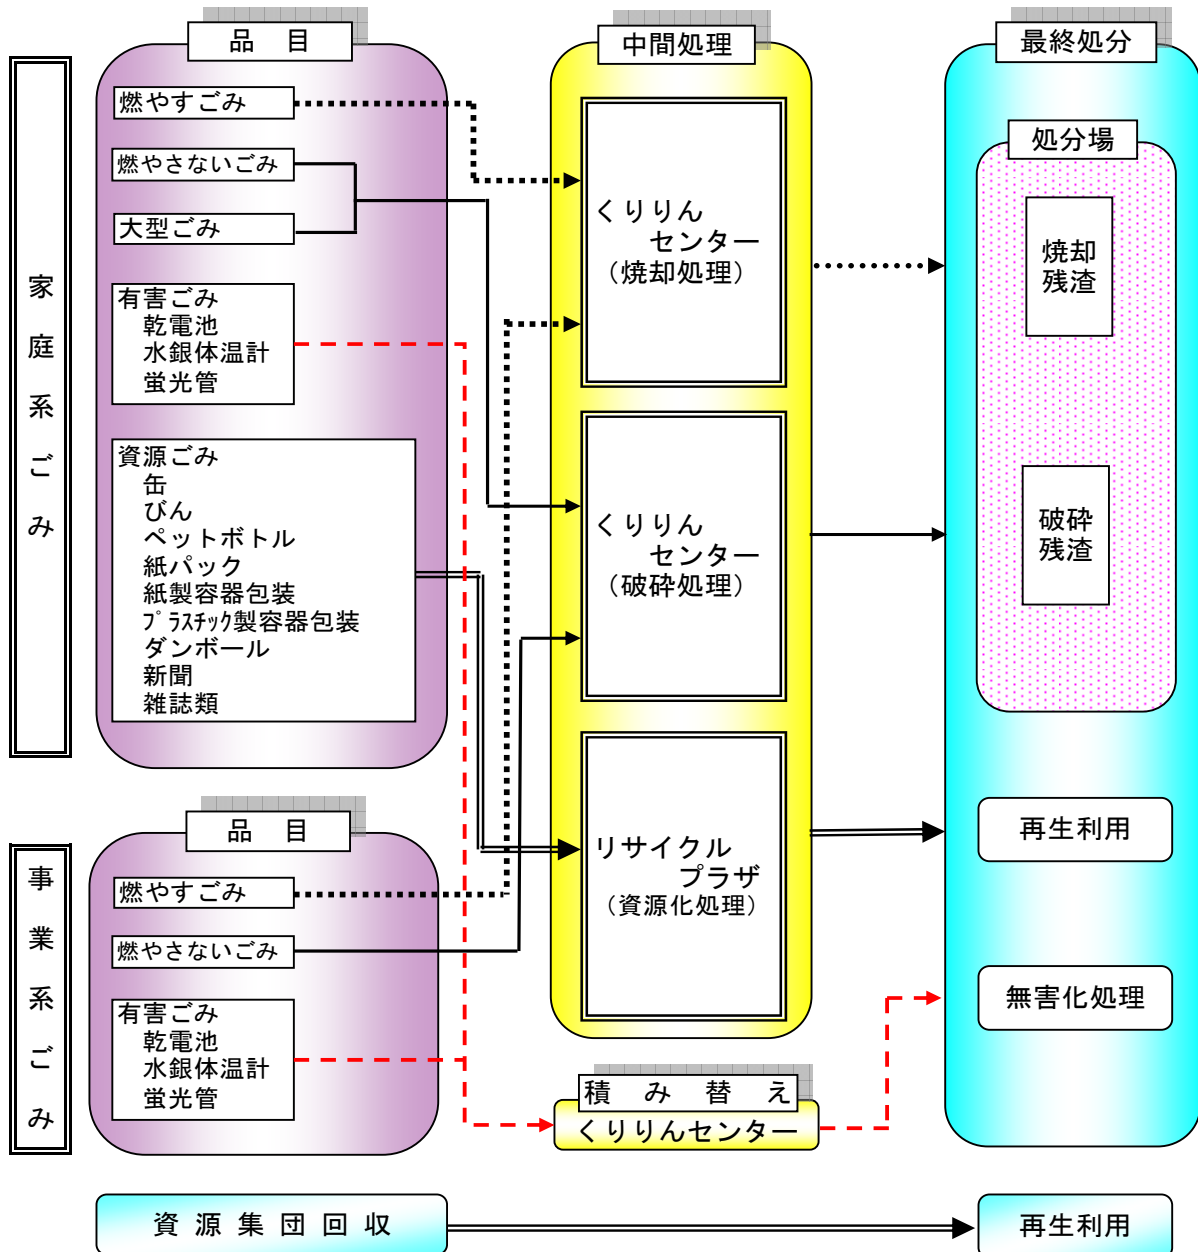 品 目
中間処理
最終処分
家庭系ごみ
燃やすごみ
燃やさないごみ
大型ごみ
有害ごみ
乾電池
水銀体温計
蛍光管
資源ごみ
缶
びん
ペットボトル
紙パック
紙製容器包装
プラスチック製容器包装
ダンボール
新聞
雑誌類
くりりん
センター
（焼却処理）
くりりん
センター
（破砕処理）
リサイクル
プラザ
（資源化処理）
処分場
焼却
残渣
破砕
残渣
再生利用
無害化処理
事業系ごみ
品 目
燃やすごみ
燃やさないごみ
有害ごみ
乾電池
水銀体温計
蛍光管
積み替え
くりりんセンター
資源集団回収
再生利用